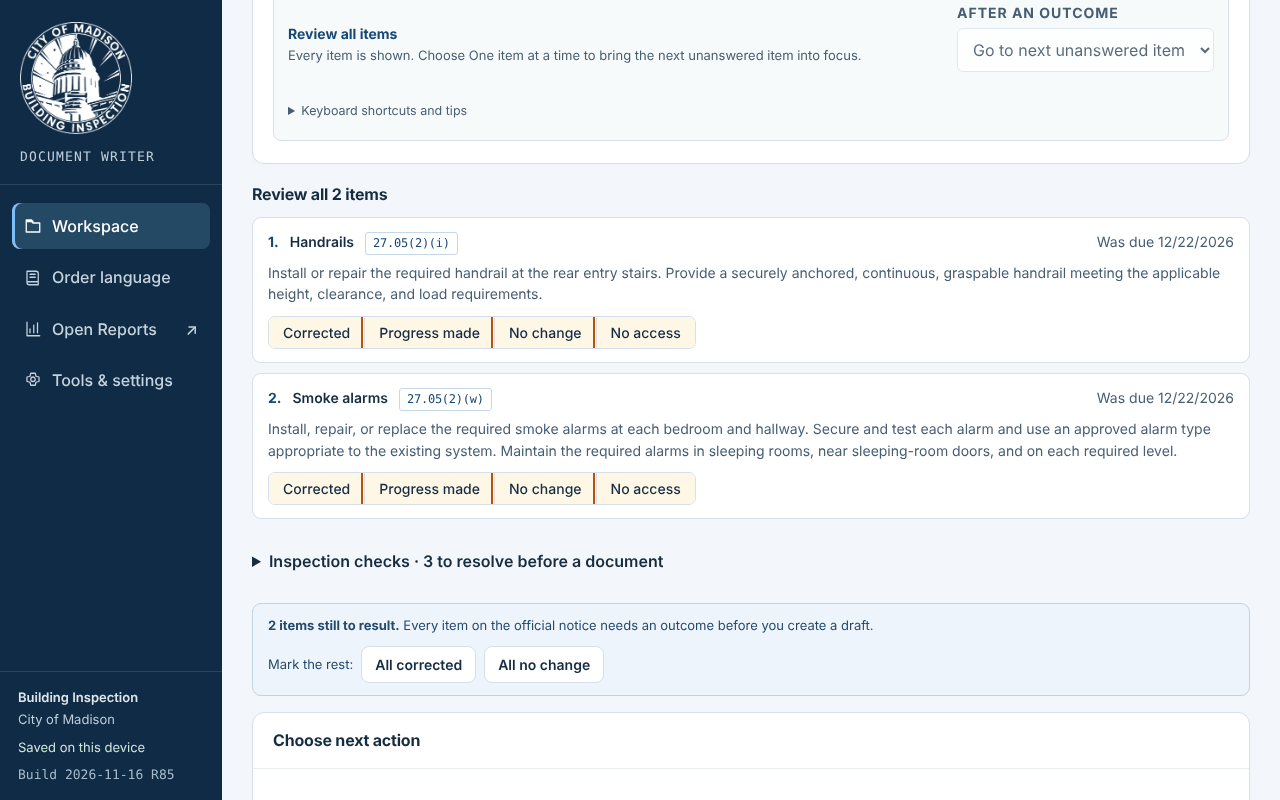 CITY OF MADISON
BUILDING INSPECTION
DOCUMENT WRITER
Workspace
Order language
Open Reports
Tools & settings
Building Inspection
City of Madison
Saved on this device
Build 2026-11-16 R85
AFTER AN OUTCOME
Review all items
Every item is shown. Choose One item at a time to bring the next unanswered item into focus.
Go to next unanswered item
Keyboard shortcuts and tips
Review all 2 items
1. Handrails 27.05(2)(i) Was due 12/22/2026
Install or repair the required handrail at the rear entry stairs. Provide a securely anchored, continuous, graspable handrail meeting the applicable
height, clearance, and load requirements.
Corrected Progress made No change No access
2. Smoke alarms 27.05(2)(w) Was due 12/22/2026
Install, repair, or replace the required smoke alarms at each bedroom and hallway. Secure and test each alarm and use an approved alarm type
appropriate to the existing system. Maintain the required alarms in sleeping rooms, near sleeping-room doors, and on each required level.
Corrected Progress made No change No access
Inspection checks · 3 to resolve before a document
2 items still to result. Every item on the official notice needs an outcome before you create a draft.
Mark the rest: All corrected All no change
Choose next action